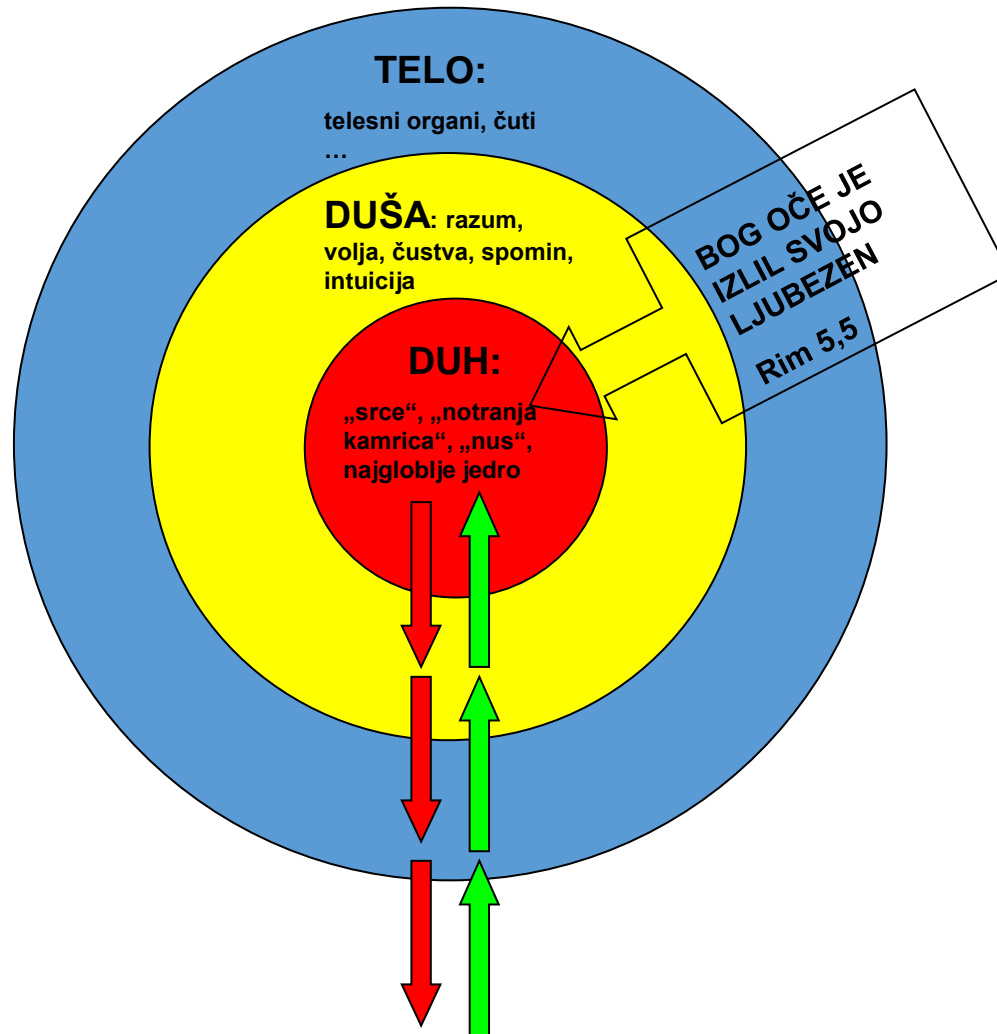 TELO:
telesni organi, čuti
…
DUŠA: razum,
volja, čustva, spomin,
intuicija
BOG OČE JE
IZLIL SVOJO
LJUBEZEN
Rim 5,5
DUH:
„srce“, „notranja
kamrica“, „nus“,
najgloblje jedro